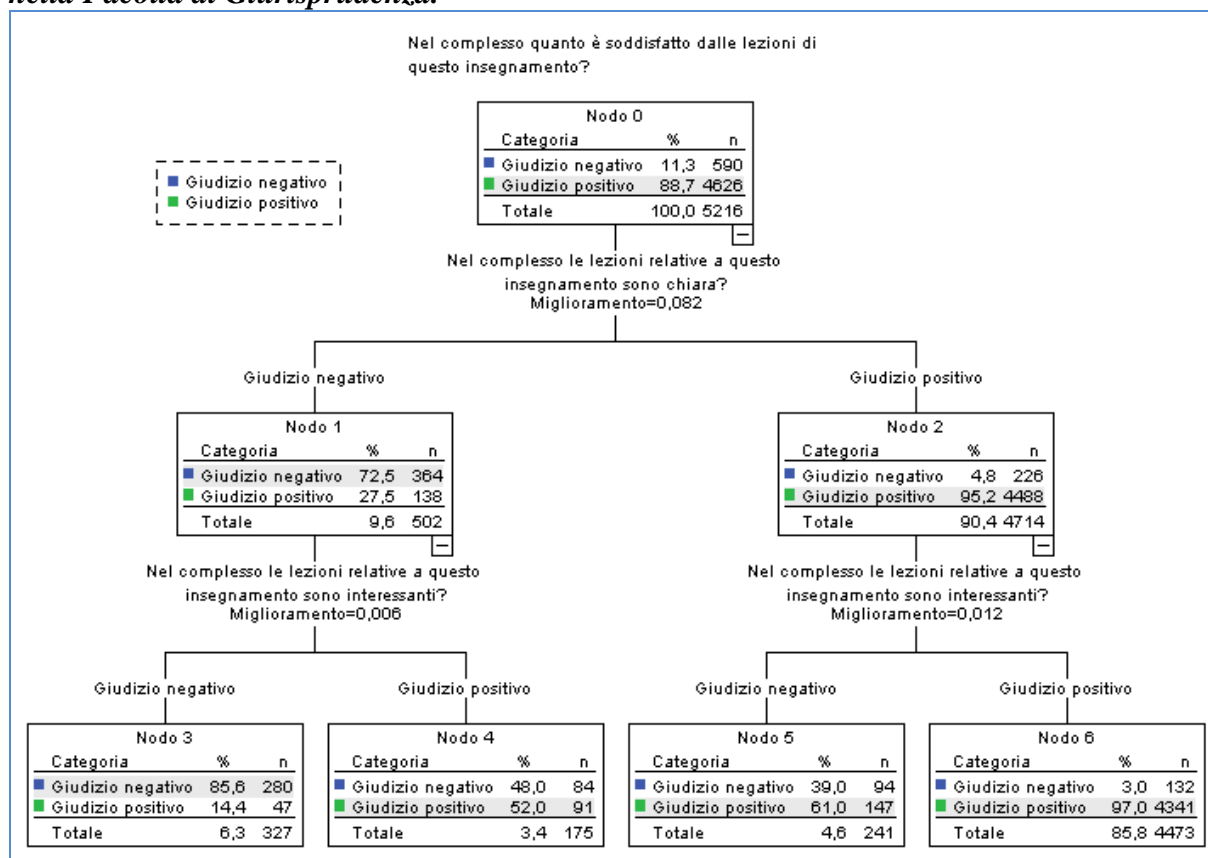 nella Facoltà di Giurisprudenza.
Nel complesso quanto è soddisfatto dalle lezioni di
questo insegnamento?
Nodo 0
Categoria % n
Giudizio negativo 11,3 590
Giudizio positivo 88,7 4626
Totale 100,0 5216
Giudizio negativo
Giudizio positivo
Nel complesso le lezioni relative a questo
insegnamento sono chiara?
Miglioramento=0,082
Giudizio negativo
Giudizio positivo
Nodo 1
Categoria % n
Giudizio negativo 72,5 364
Giudizio positivo 27,5 138
Totale 9,6 502
Nodo 2
Categoria % n
Giudizio negativo 4,8 226
Giudizio positivo 95,2 4488
Totale 90,4 4714
Nel complesso le lezioni relative a questo
insegnamento sono interessanti?
Miglioramento=0,006
Nel complesso le lezioni relative a questo
insegnamento sono interessanti?
Miglioramento=0,012
Giudizio negativo
Giudizio positivo
Giudizio negativo
Giudizio positivo
Nodo 3
Categoria % n
Giudizio negativo 85,6 280
Giudizio positivo 14,4 47
Totale 6,3 327
Nodo 4
Categoria % n
Giudizio negativo 48,0 84
Giudizio positivo 52,0 91
Totale 3,4 175
Nodo 5
Categoria % n
Giudizio negativo 39,0 94
Giudizio positivo 61,0 147
Totale 4,6 241
Nodo 6
Categoria % n
Giudizio negativo 3,0 132
Giudizio positivo 97,0 4341
Totale 85,8 4473